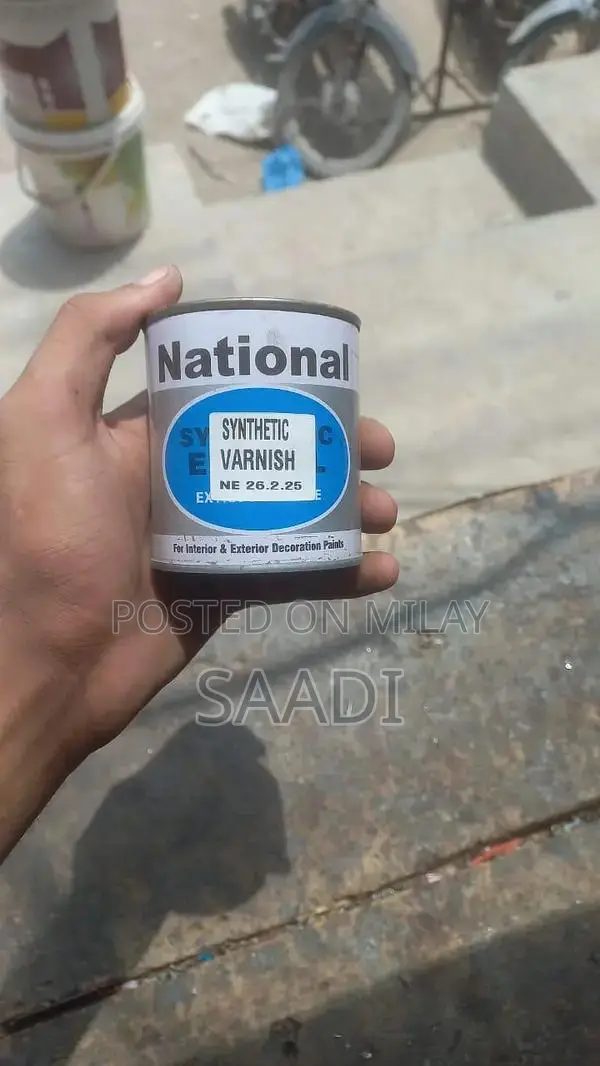 National
SYNTHETIC
VARNISH
NE 26.2.25
For Interior & Exterior Decoration Paints
POSTED ON MILAY
SAADI